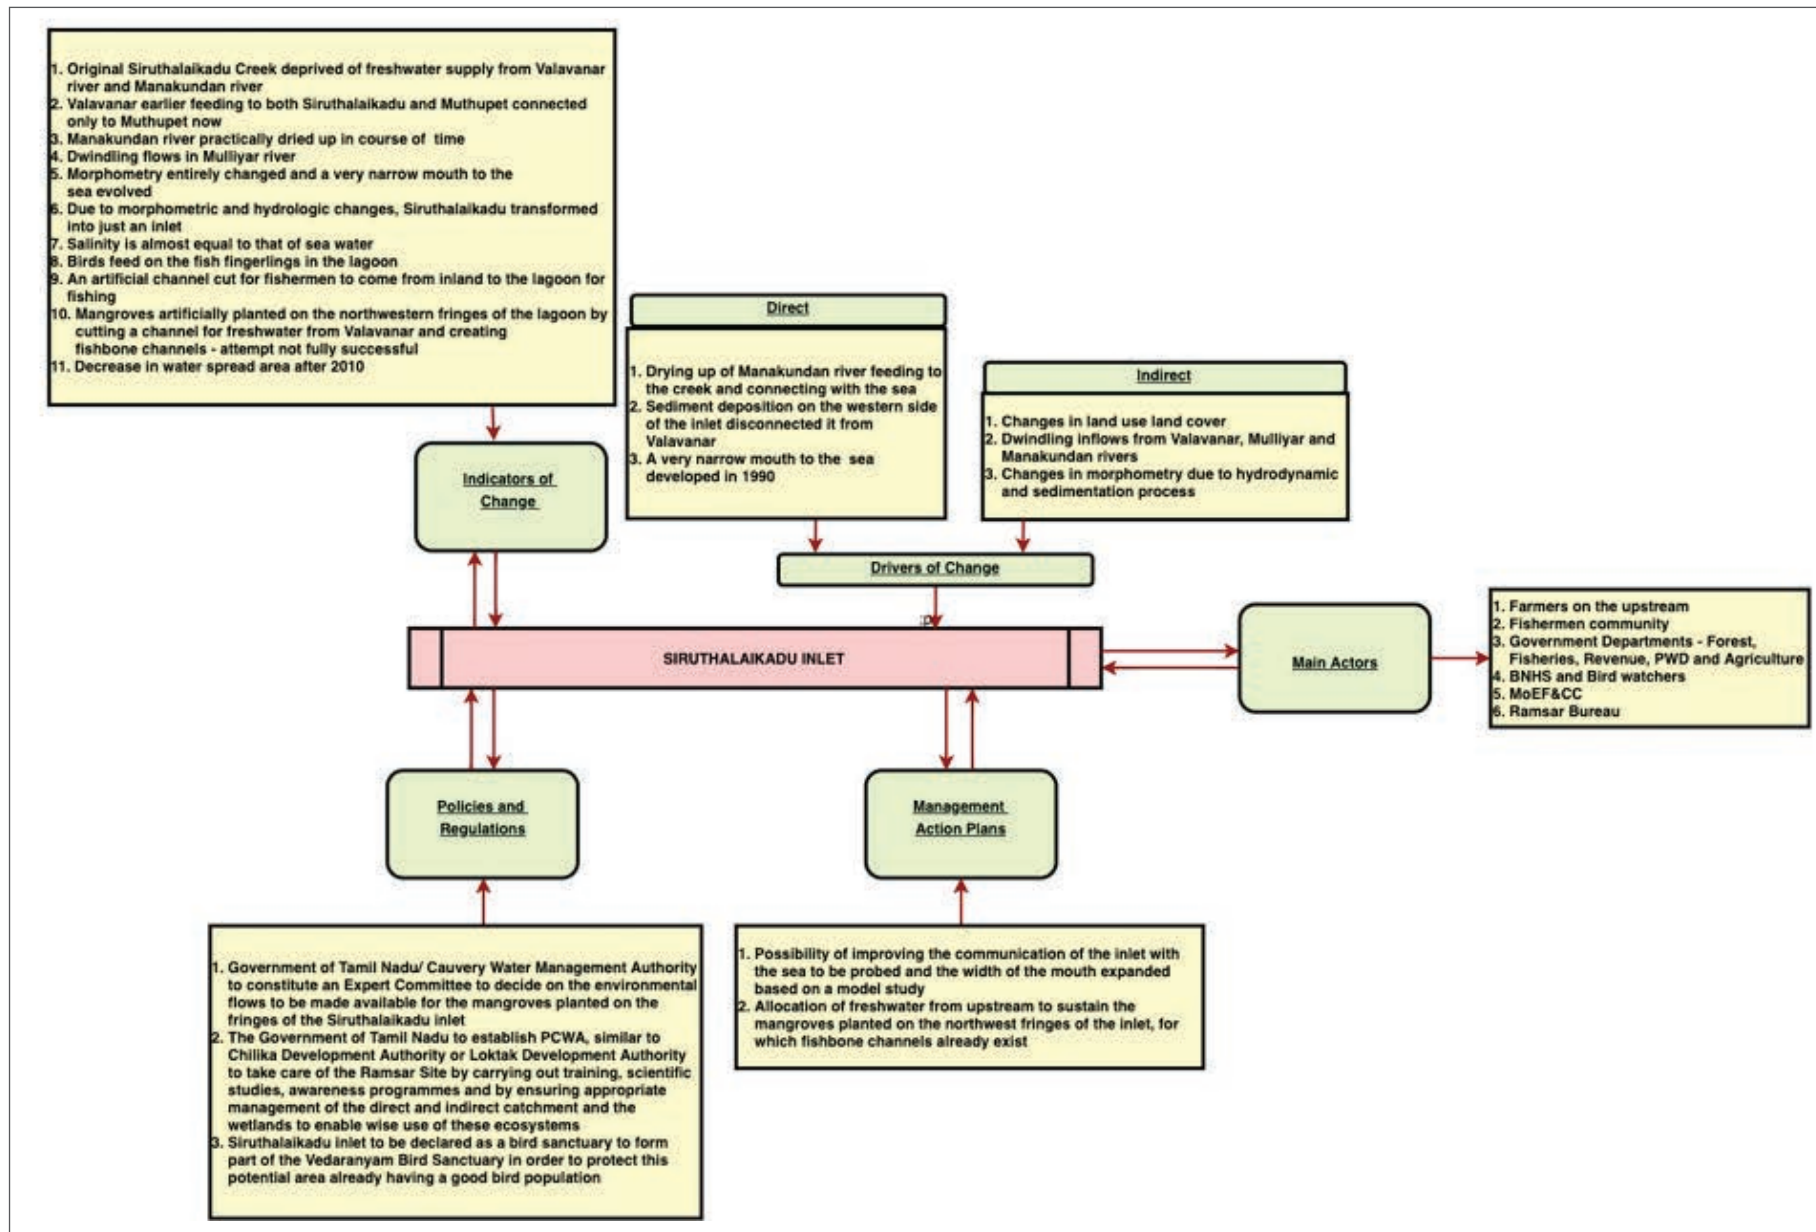 1. Original Siruthalaikadu Creek deprived of freshwater supply from Valavanar
river and Manakundan river
2. Valavanar earlier feeding to both Siruthalaikadu and Muthupet connected
only to Muthupet now
3. Manakundan river practically dried up in course of time
4. Dwindling flows in Mulliyar river
5. Morphometry entirely changed and a very narrow mouth to the
sea evolved
6. Due to morphometric and hydrologic changes, Siruthalaikadu transformed
into just an inlet
7. Salinity is almost equal to that of sea water
8. Birds feed on the fish fingerlings in the lagoon
9. An artificial channel cut for fishermen to come from inland to the lagoon for
fishing
10. Mangroves artificially planted on the northwestern fringes of the lagoon by
cutting a channel for freshwater from Valavanar and creating
fishbone channels - attempt not fully successful
11. Decrease in water spread area after 2010
Direct
1. Drying up of Manakundan river feeding to
the creek and connecting with the sea
2. Sediment deposition on the western side
of the inlet disconnected it from
Valavanar
3. A very narrow mouth to the sea
developed in 1990
Indirect
1. Changes in land use land cover
2. Dwindling inflows from Valavanar, Mulliyar and
Manakundan rivers
3. Changes in morphometry due to hydrodynamic
and sedimentation process
Indicators of
Change
Drivers of Change
SIRUTHALAIKADU INLET
Main Actors
1. Farmers on the upstream
2. Fishermen community
3. Government Departments - Forest,
Fisheries, Revenue, PWD and Agriculture
4. BNHS and Bird watchers
5. MoEF&CC
6. Ramsar Bureau
Policies and
Regulations
Management
Action Plans
1. Government of Tamil Nadu/ Cauvery Water Management Authority
to constitute an Expert Committee to decide on the environmental
flows to be made available for the mangroves planted on the
fringes of the Siruthalaikadu inlet
2. The Government of Tamil Nadu to establish PCWA, similar to
Chilika Development Authority or Loktak Development Authority
to take care of the Ramsar Site by carrying out training, scientific
studies, awareness programmes and by ensuring appropriate
management of the direct and indirect catchment and the
wetlands to enable wise use of these ecosystems
3. Siruthalaikadu inlet to be declared as a bird sanctuary to form
part of the Vedaranyam Bird Sanctuary in order to protect this
potential area already having a good bird population
1. Possibility of improving the communication of the inlet with
the sea to be probed and the width of the mouth expanded
based on a model study
2. Allocation of freshwater from upstream to sustain the
mangroves planted on the northwest fringes of the inlet, for
which fishbone channels already exist